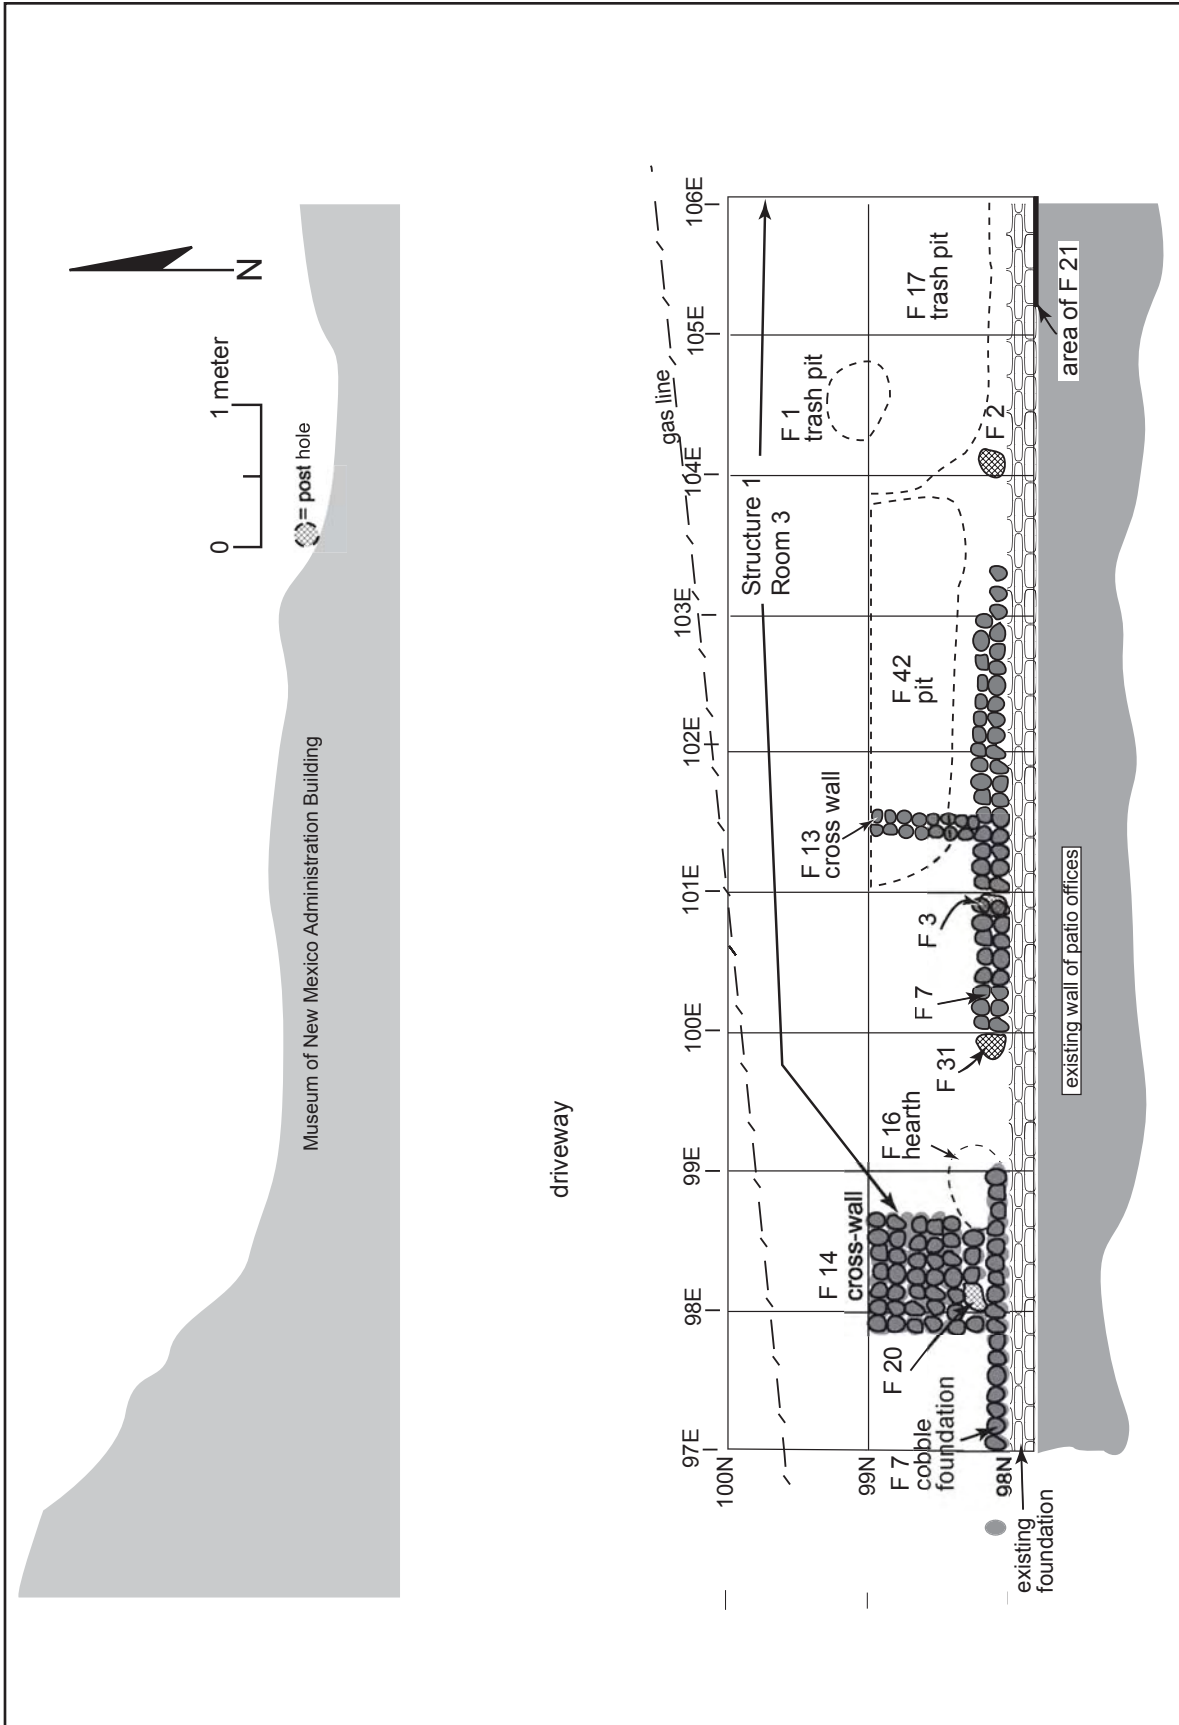 Museum of New Mexico Administration Building
N
0
1 meter
= post hole
driveway
gas line
97E
98E
99E
100E
101E
102E
103E
104E
105E
106E
100N
99N
98N
Structure 1
Room 3
F 14
cross-wall
F 20
F 7
cobble
foundation
existing
foundation
F 16
hearth
F 31
F 7
F 3
F 13
cross wall
F 42
pit
F 1
trash pit
F 2
F 17
trash pit
area of F 21
existing wall of patio offices